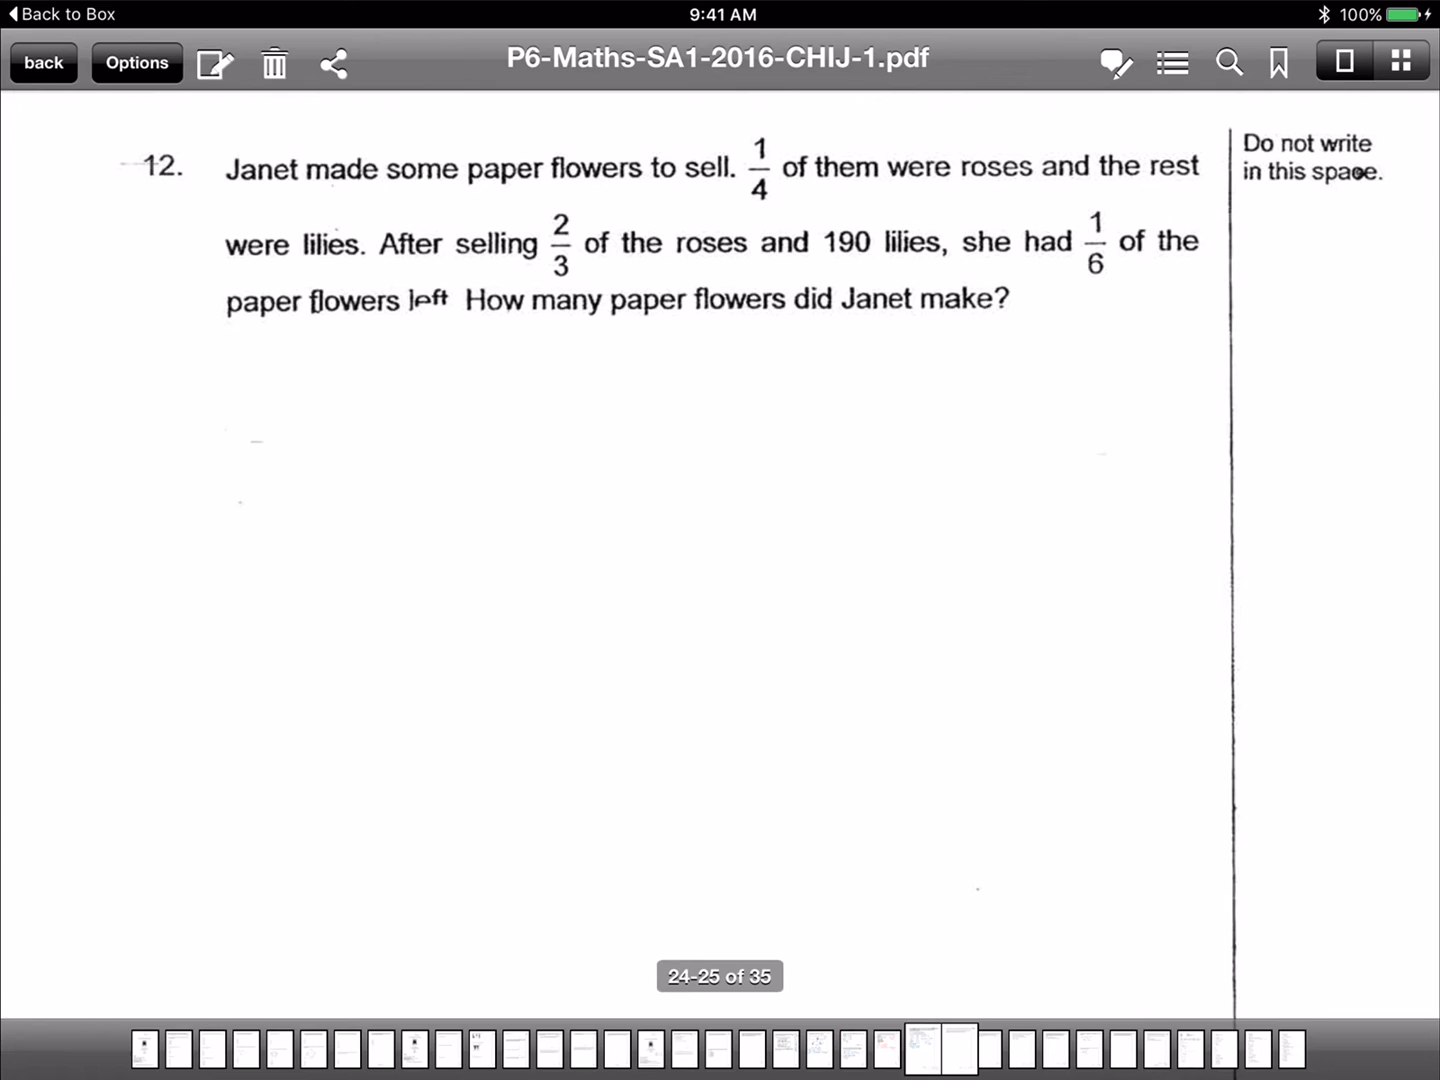 Back to Box 9:41 AM 100%
back Options P6-Maths-SA1-2016-CHIJ-1.pdf
12. Janet made some paper flowers to sell. 1/4 of them were roses and the rest
were lilies. After selling 2/3 of the roses and 190 lilies, she had 1/6 of the
paper flowers left How many paper flowers did Janet make?
Do not write
in this space.
24-25 of 35